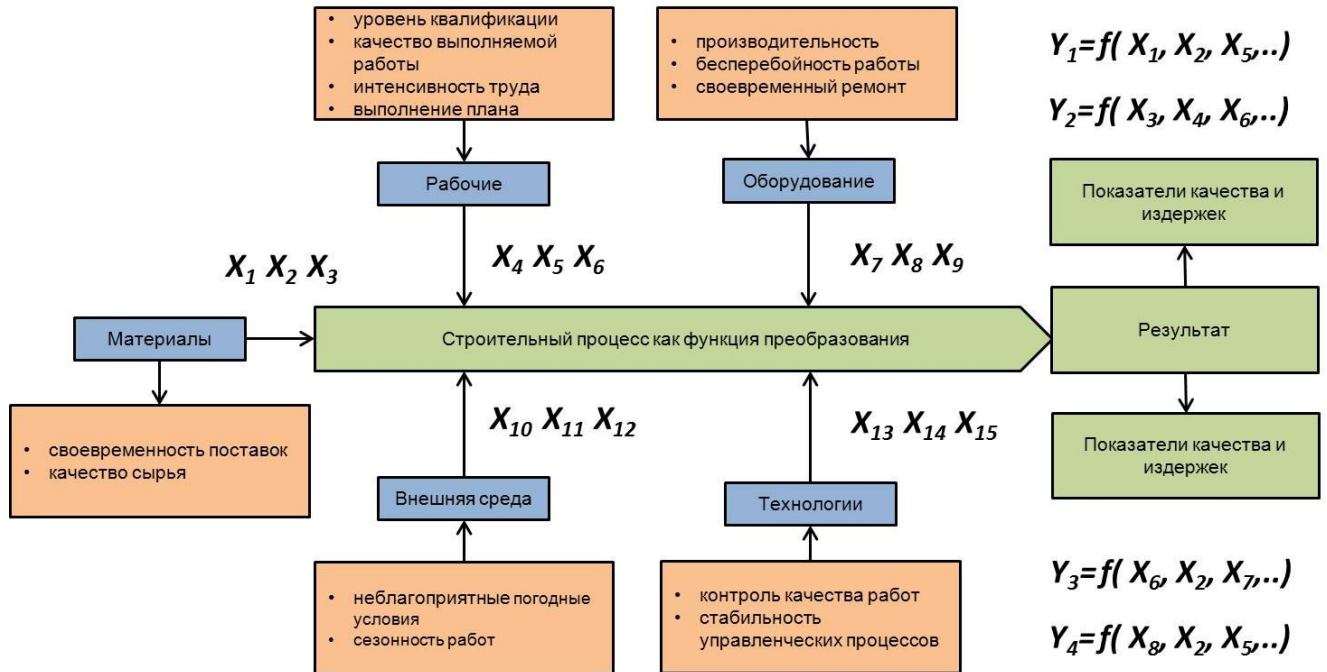 • уровень квалификации
• качество выполняемой
работы
• интенсивность труда
• выполнение плана
• производительность
• бесперебойность работы
• своевременный ремонт
Y1=f( X1, X2, X5,..)
Y2=f( X3, X4, X6,..)
Рабочие
Оборудование
Показатели качества и
издержек
X1 X2 X3
X4 X5 X6
X7 X8 X9
Материалы
Строительный процесс как функция преобразования
Результат
X10 X11 X12
X13 X14 X15
• своевременность поставок
• качество сырья
Показатели качества и
издержек
Внешняя среда
Технологии
• неблагоприятные погодные
условия
• сезонность работ
• контроль качества работ
• стабильность
управленческих процессов
Y3=f( X6, X2, X7,..)
Y4=f( X8, X2, X5,..)